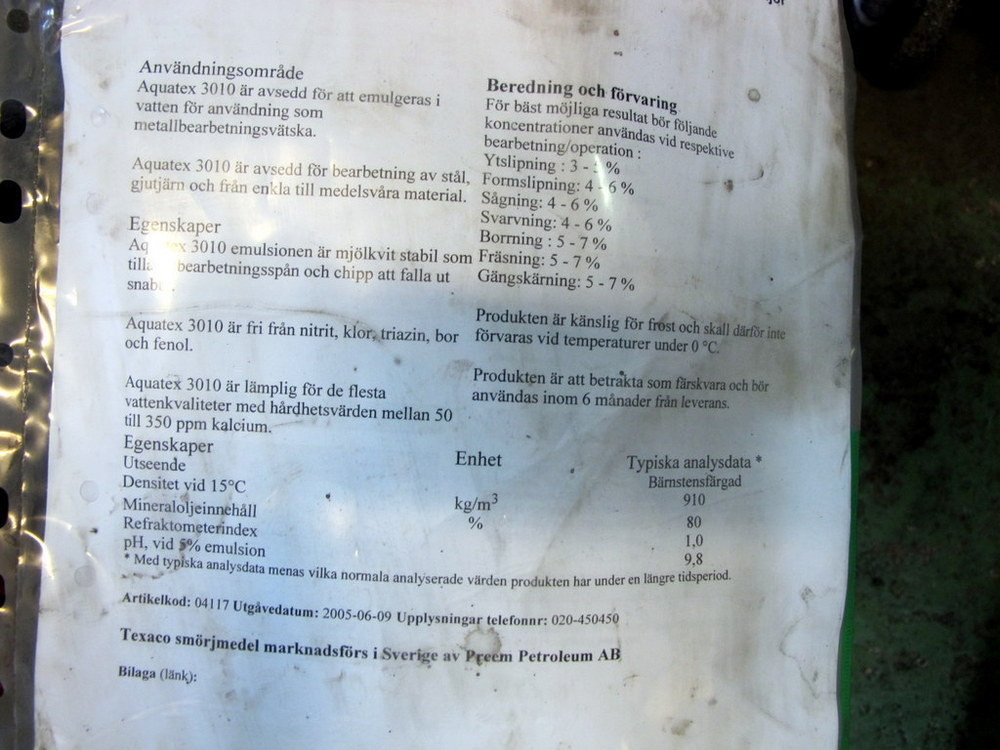 Användningsområde
Aquatex 3010 är avsedd för att emulgeras i
vatten för användning som
metallbearbetningsvätska.
Aquatex 3010 är avsedd för bearbetning av stål,
gjutjärn och från enkla till medelsvåra material.
Egenskaper
3010 emulsionen är mjölkvit stabil som
bearbetningsspån och chipp att falla ut
Aquatex 3010 är fri från nitrit, klor, triazin, bor
och fenol.
Aquatex 3010 är lämplig för de flesta
vattenkvaliteter med hårdhetsvärden mellan 50
till 350 ppm kalcium.
Beredning och förvaring
För bäst möjliga resultat bör följande
koncentrationer användas vid respektive
bearbetning/operation :
Ytslipning : 3 - %
Formslipning: 4 - 6 %
Sågning: 4 - 6 %
Svarvning: 4 - 6 %
Borrning : 5 - 7 %
Fräsning: 5 - 7 %
Gängskärning: 5 - 7 %
Produkten är känslig för frost och skall därför inte
förvaras vid temperaturer under 0 °C.
Produkten är att betrakta som färskvara och bör
användas inom 6 månader från leverans.
Egenskaper Enhet Typiska analysdata *
Utseende Bärnstensfärgad
Densitet vid 15°C kg/m³ 910
Mineraloljeinnehåll % 80
Refraktometerindex 1,0
pH, vid 5% emulsion 9,8
* Med typiska analysdata menas vilka normala analyserade värden produkten har under en längre tidsperiod.
Artikelkod: 04117 Utgåvedatum: 2005-06-09 Upplysningar telefonnr: 020-450450
Texaco smörjmedel marknadsförs i Sverige av Preem Petroleum AB
Bilaga (länk):